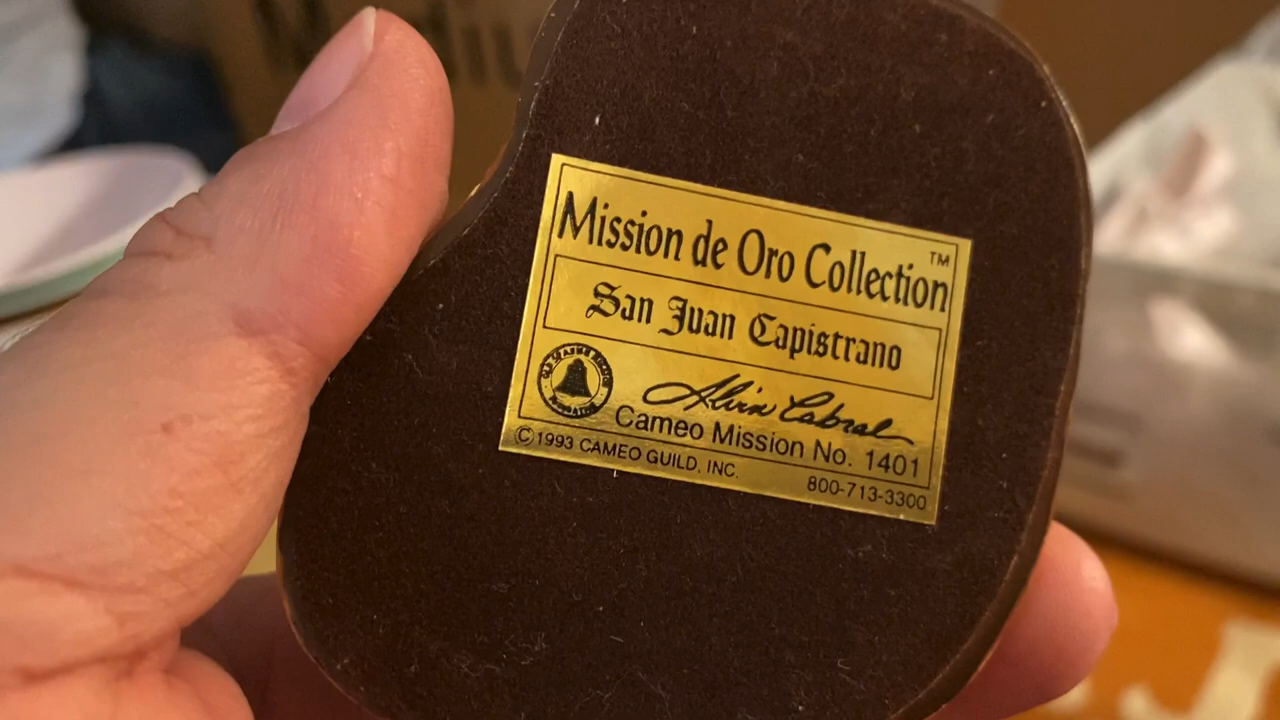 Mission de Oro Collection™
San Juan Capistrano
Alvin Cabral
Cameo Mission No. 1401
©1993 CAMEO GUILD, INC.
800-713-3300